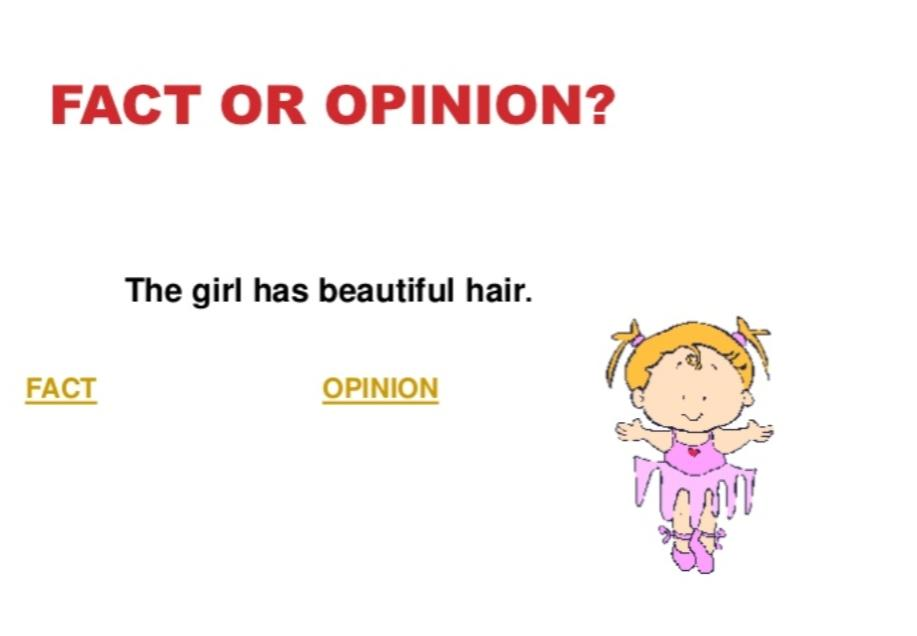 FACT OR OPINION?
The girl has beautiful hair.
FACT OPINION